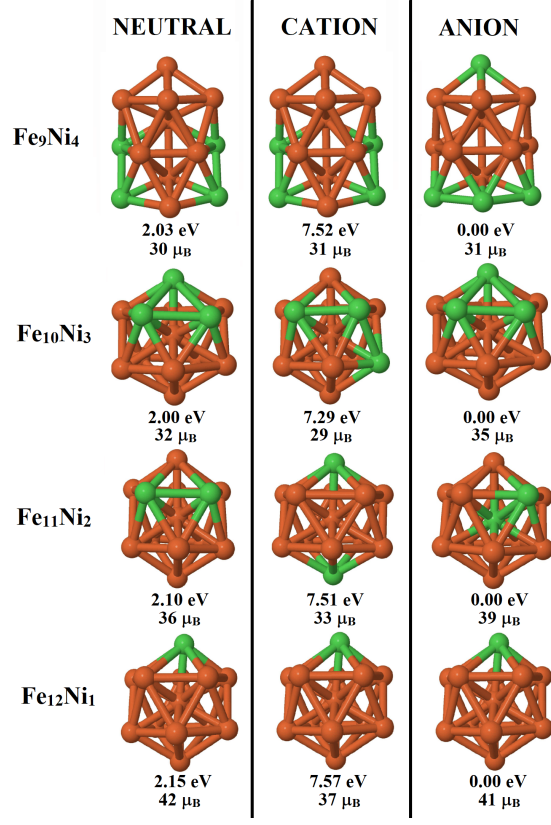 NEUTRAL CATION ANION
Fe₉Ni₄
2.03 eV 7.52 eV 0.00 eV
30 μB 31 μB 31 μB
Fe₁₀Ni₃
2.00 eV 7.29 eV 0.00 eV
32 μB 29 μB 35 μB
Fe₁₁Ni₂
2.10 eV 7.51 eV 0.00 eV
36 μB 33 μB 39 μB
Fe₁₂Ni₁
2.15 eV 7.57 eV 0.00 eV
42 μB 37 μB 41 μB